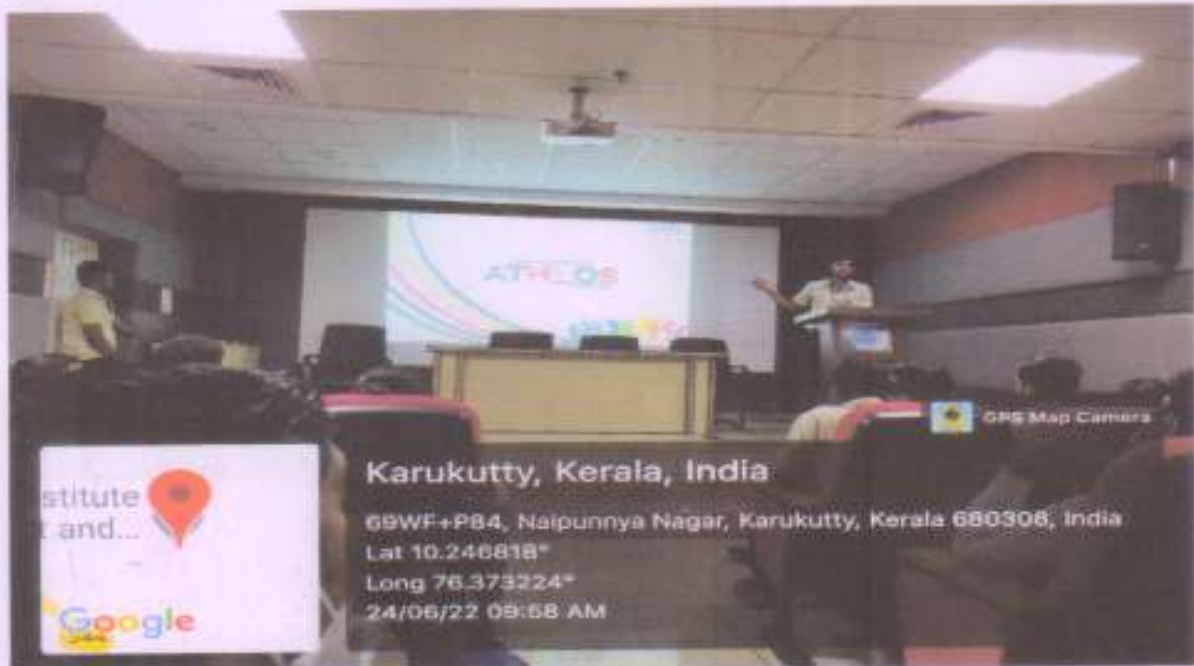 ATHLOS
GPS Map Camera
stitute
t and...
Google
Karukutty, Kerala, India
69WF+P84, Naipunnya Nagar, Karukutty, Kerala 680308, India
Lat 10.246818°
Long 76.373224°
24/06/22 09:58 AM